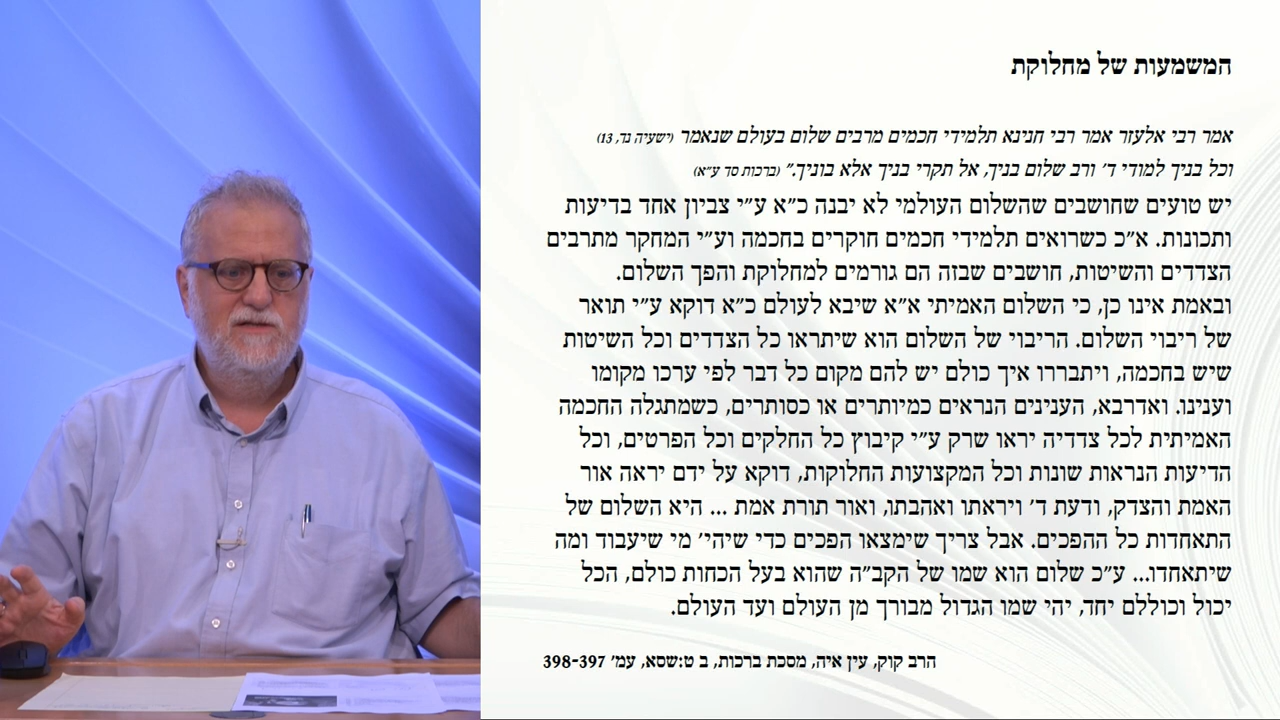 המשמעות של מחלוקת
אמר רבי אלעזר אמר רבי חנינא תלמידי חכמים מרבים שלום בעולם שנאמר (ישעיה נד, 13)
וכל בניך למודי ד׳ ורב שלום בניך, אל תקרי בניך אלא בוניך.״ (ברכות סד ע״א)
יש טועים שחושבים שהשלום העולמי לא יבנה כ״א ע״י צביון אחד בדיעות
ותכונות. א״כ כשרואים תלמידי חכמים חוקרים בחכמה וע״י המחקר מתרבים
הצדדים והשיטות, חושבים שבזה הם גורמים למחלוקת והפך השלום.
ובאמת אינו כן, כי השלום האמיתי א״א שיבא לעולם כ״א דוקא ע״י תואר
של ריבוי השלום. הריבוי של השלום הוא שיתראו כל הצדדים וכל השיטות
שיש בחכמה, ויתבררו איך כולם יש להם מקום כל דבר לפי ערכו מקומו
וענינו. ואדרבא, הענינים הנראים כמיותרים או כסותרים, כשמתגלה החכמה
האמיתית לכל צדדיה יראו שרק ע״י קיבוץ כל החלקים וכל הפרטים, וכל
הדיעות הנראות שונות וכל המקצועות החלוקות, דוקא על ידם יראה אור
האמת והצדק, ודעת ד׳ ויראתו ואהבתו, ואור תורת אמת ... היא השלום של
התאחדות כל ההפכים. אבל צריך שימצאו הפכים כדי שיהי׳ מי שיעבוד ומה
שיתאחדו... ע״כ שלום הוא שמו של הקב״ה שהוא בעל הכחות כולם, הכל
יכול וכוללם יחד, יהי שמו הגדול מבורך מן העולם ועד העולם.
הרב קוק, עין איה, מסכת ברכות, ב ט:שסא, עמ׳ 398-397